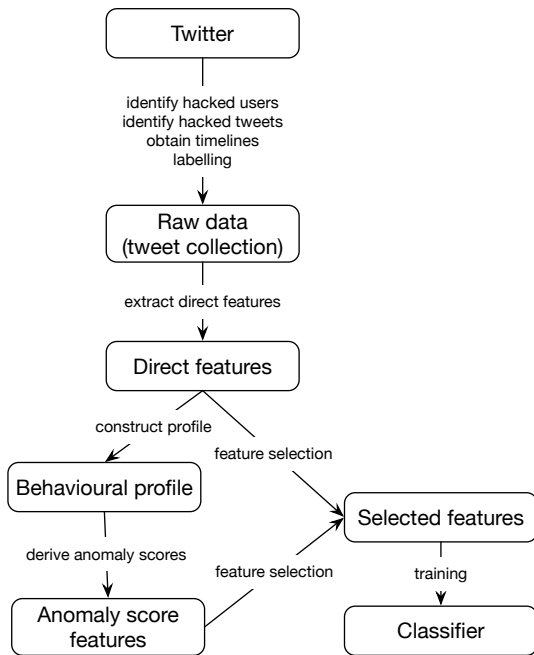 Twitter
identify hacked users
identify hacked tweets
obtain timelines
labelling
Raw data
(tweet collection)
extract direct features
Direct features
construct profile
feature selection
Behavioural profile
Selected features
derive anomaly scores
feature selection
training
Anomaly score
features
Classifier